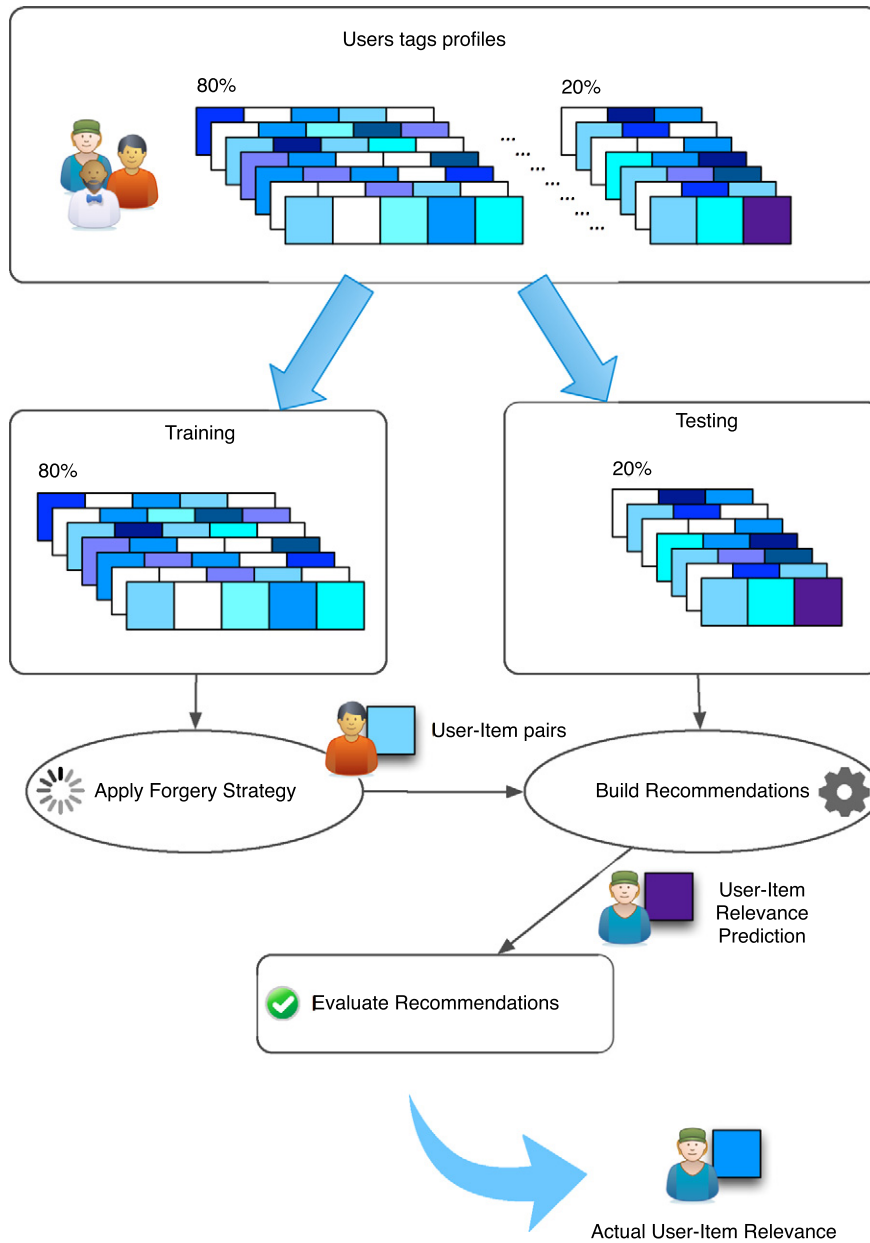 Users tags profiles
80%
20%
...
...
...
...
...
...
...
Training
80%
Testing
20%
User-Item pairs
Apply Forgery Strategy
Build Recommendations
User-Item
Relevance
Prediction
Evaluate Recommendations
Actual User-Item Relevance